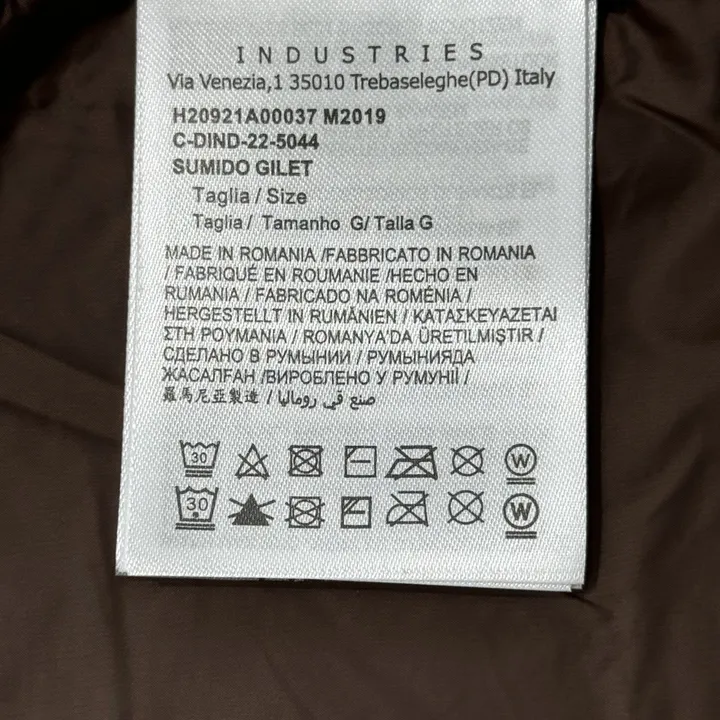 INDUSTRIES
Via Venezia,1 35010 Trebaseleghe(PD) Italy
H20921A00037 M2019
C-DIND-22-5044
SUMIDO GILET
Taglia / Size
Taglia / Tamanho G/ Talla G
MADE IN ROMANIA /FABBRICATO IN ROMANIA
/ FABRIQUÉ EN ROUMANIE /HECHO EN
RUMANIA / FABRICADO NA ROMÉNIA /
HERGESTELLT IN RUMÄNIEN / ΚΑΤΑΣΚΕΥΑΖΕΤΑΙ
ΣΤΗ ΡΟΥΜΑΝΙΑ / ROMANYA'DA ÜRETILMIŞTIR /
СДЕЛАНО В РУМЫНИИ / РУМЫНИЯДА
ЖАСАЛҒАН /ВИРОБЛЕНО У РУМУНІЇ /
羅馬尼亞製造 / صنع في رومانيا
30 W
30 W